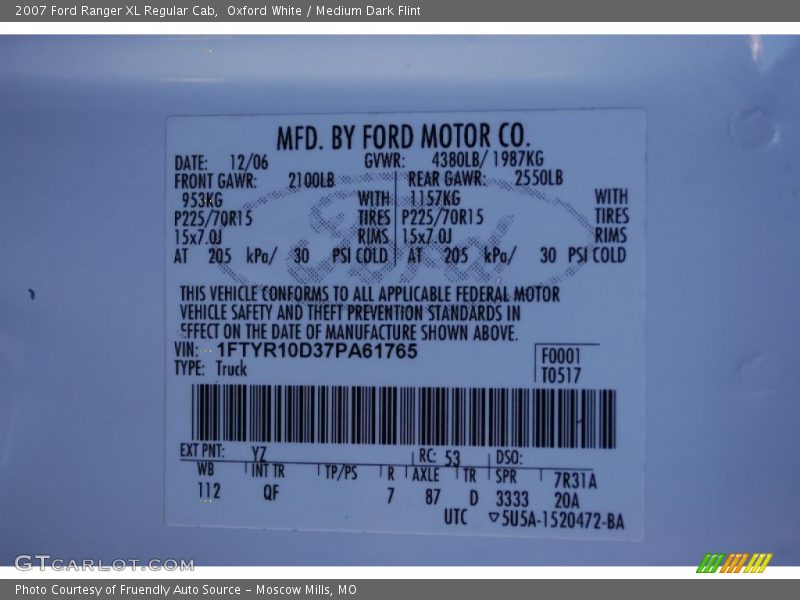 2007 Ford Ranger XL Regular Cab,  Oxford White / Medium Dark Flint
MFD. BY FORD MOTOR CO.
DATE: 12/06 GVWR: 4380LB/ 1987KG
FRONT GAWR: 2100LB REAR GAWR: 2550LB
953KG WITH 1157KG WITH
P225/70R15 TIRES P225/70R15 TIRES
15x7.0J RIMS 15x7.0J RIMS
AT 205 kPa/ 30 PSI COLD AT 205 kPa/ 30 PSI COLD
THIS VEHICLE CONFORMS TO ALL APPLICABLE FEDERAL MOTOR
VEHICLE SAFETY AND THEFT PREVENTION STANDARDS IN
EFFECT ON THE DATE OF MANUFACTURE SHOWN ABOVE.
VIN: 1FTYR10D37PA61765 F0001
TYPE: Truck T0517
EXT PNT: YZ RC: 53 DSO:
WB INT TR TP/PS R AXLE TR SPR 7R31A
112 QF 7 87 D 3333 20A
UTC ▽5U5A-1520472-BA
Ford
GTCARLOT.COM
Photo Courtesy of Fruendly Auto Source – Moscow Mills, MO